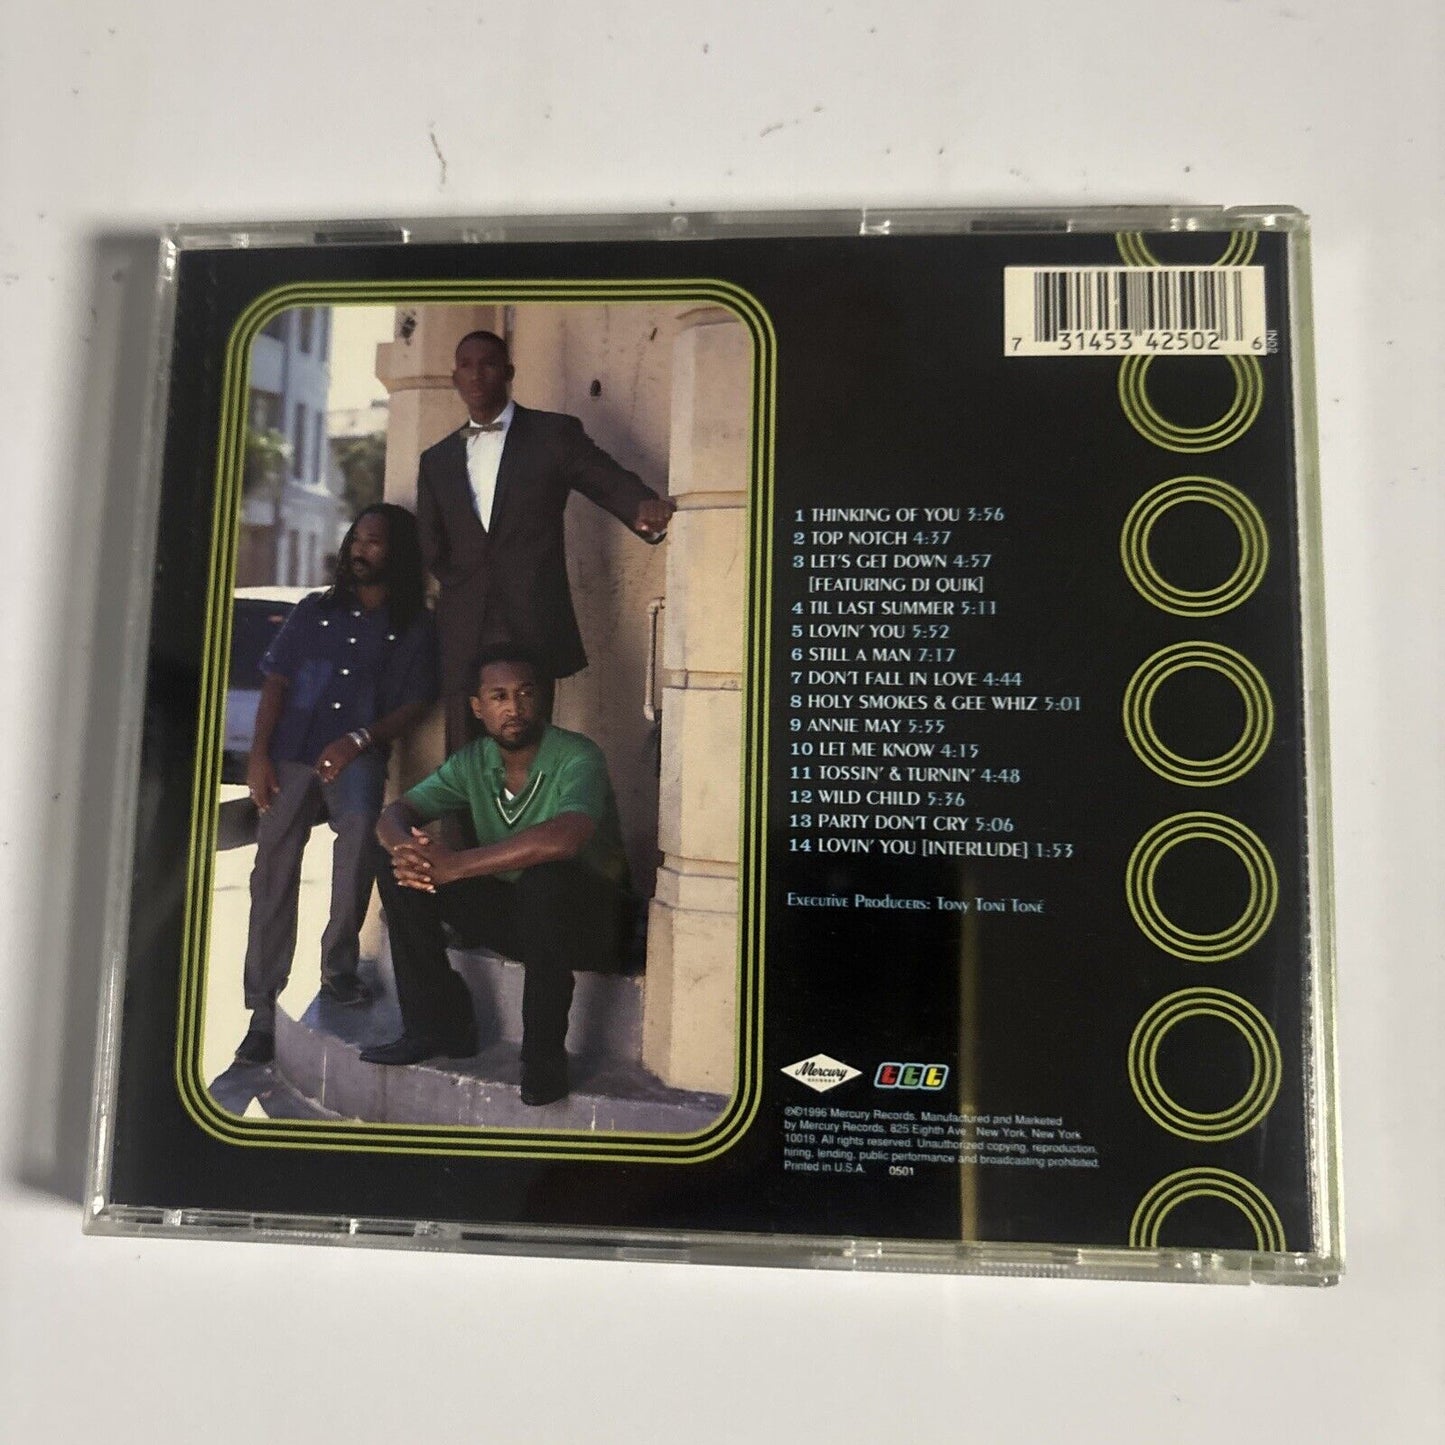 7 31453 42502 6
IN02
1 THINKING OF YOU 3:56
2 TOP NOTCH 4:37
3 LET'S GET DOWN 4:57
[FEATURING DJ QUIK]
4 TIL LAST SUMMER 5:11
5 LOVIN' YOU 5:52
6 STILL A MAN 7:17
7 DON'T FALL IN LOVE 4:44
8 HOLY SMOKES & GEE WHIZ 5:01
9 ANNIE MAY 5:55
10 LET ME KNOW 4:15
11 TOSSIN' & TURNIN' 4:48
12 WILD CHILD 5:36
13 PARTY DON'T CRY 5:06
14 LOVIN' YOU [INTERLUDE] 1:53
EXECUTIVE PRODUCERS: TONY TONI TONÉ
Mercury
RECORDS
ttt
℗©1996 Mercury Records. Manufactured and Marketed
by Mercury Records, 825 Eighth Ave., New York, New York
10019. All rights reserved. Unauthorized copying, reproduction,
hiring, lending, public performance and broadcasting prohibited.
Printed in U.S.A. 0501